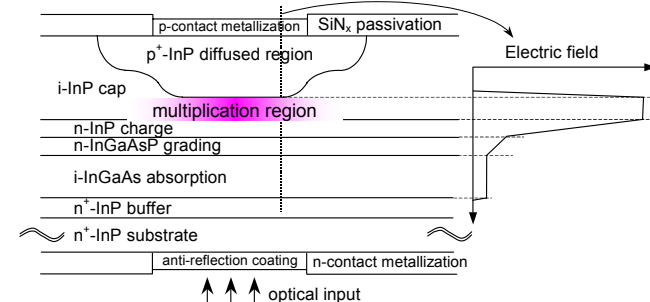 p-contact metallization
SiNx passivation
p+-InP diffused region
Electric field
i-InP cap
multiplication region
n-InP charge
n-InGaAsP grading
i-InGaAs absorption
n+-InP buffer
n+-InP substrate
anti-reflection coating
n-contact metallization
optical input